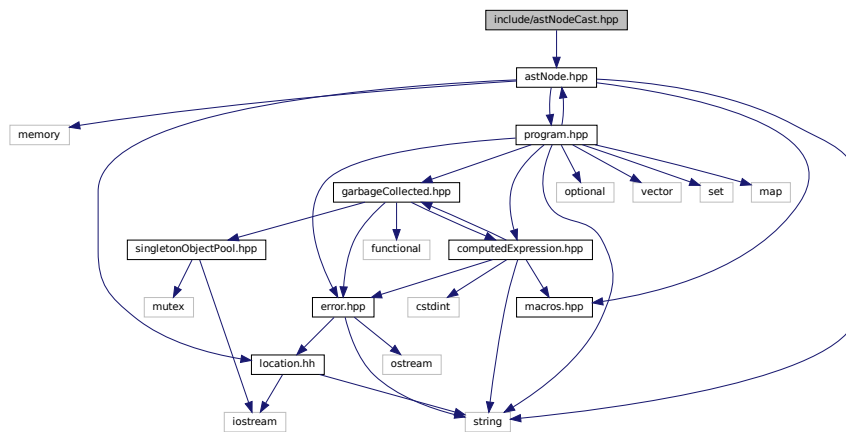 include/astNodeCast.hpp
astNode.hpp
memory
program.hpp
garbageCollected.hpp
optional
vector
set
map
singletonObjectPool.hpp
functional
computedExpression.hpp
mutex
error.hpp
cstdint
macros.hpp
location.hh
ostream
iostream
string